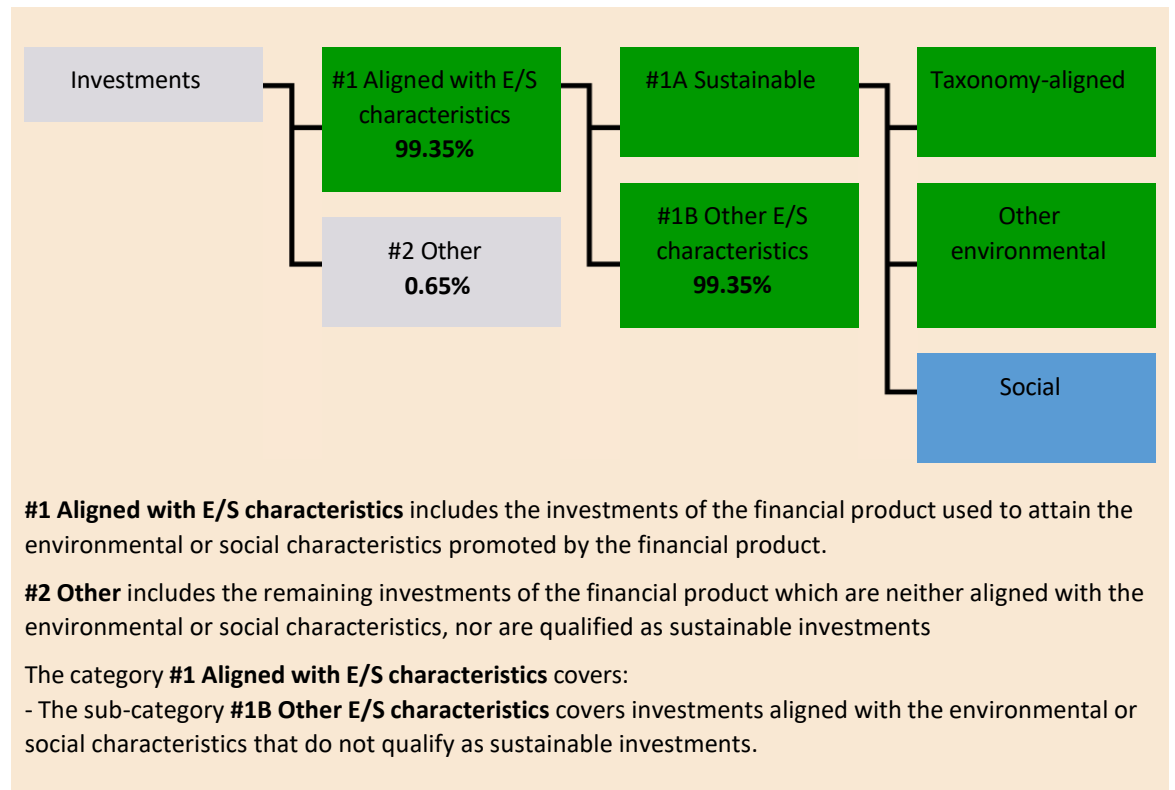 Investments
#1 Aligned with E/S
characteristics
99.35%
#2 Other
0.65%
#1A Sustainable
#1B Other E/S
characteristics
99.35%
Taxonomy-aligned
Other
environmental
Social
#1 Aligned with E/S characteristics includes the investments of the financial product used to attain the
environmental or social characteristics promoted by the financial product.
#2 Other includes the remaining investments of the financial product which are neither aligned with the
environmental or social characteristics, nor are qualified as sustainable investments
The category #1 Aligned with E/S characteristics covers:
- The sub-category #1B Other E/S characteristics covers investments aligned with the environmental or
social characteristics that do not qualify as sustainable investments.